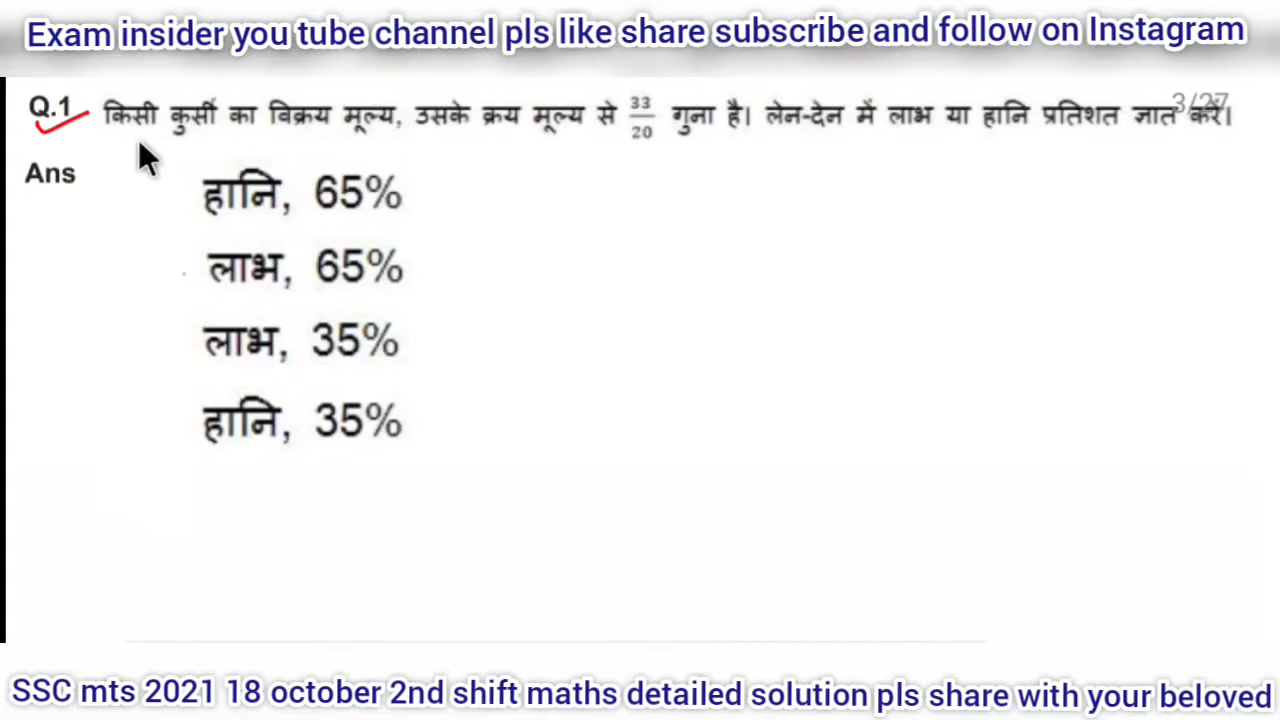 Exam insider you tube channel pls like share subscribe and follow on Instagram
3/27
Q.1 किसी कुर्सी का विक्रय मूल्य, उसके क्रय मूल्य से 33/20 गुना है। लेन-देन में लाभ या हानि प्रतिशत ज्ञात करें।
Ans
हानि, 65%
लाभ, 65%
लाभ, 35%
हानि, 35%
SSC mts 2021 18 october 2nd shift maths detailed solution pls share with your beloved